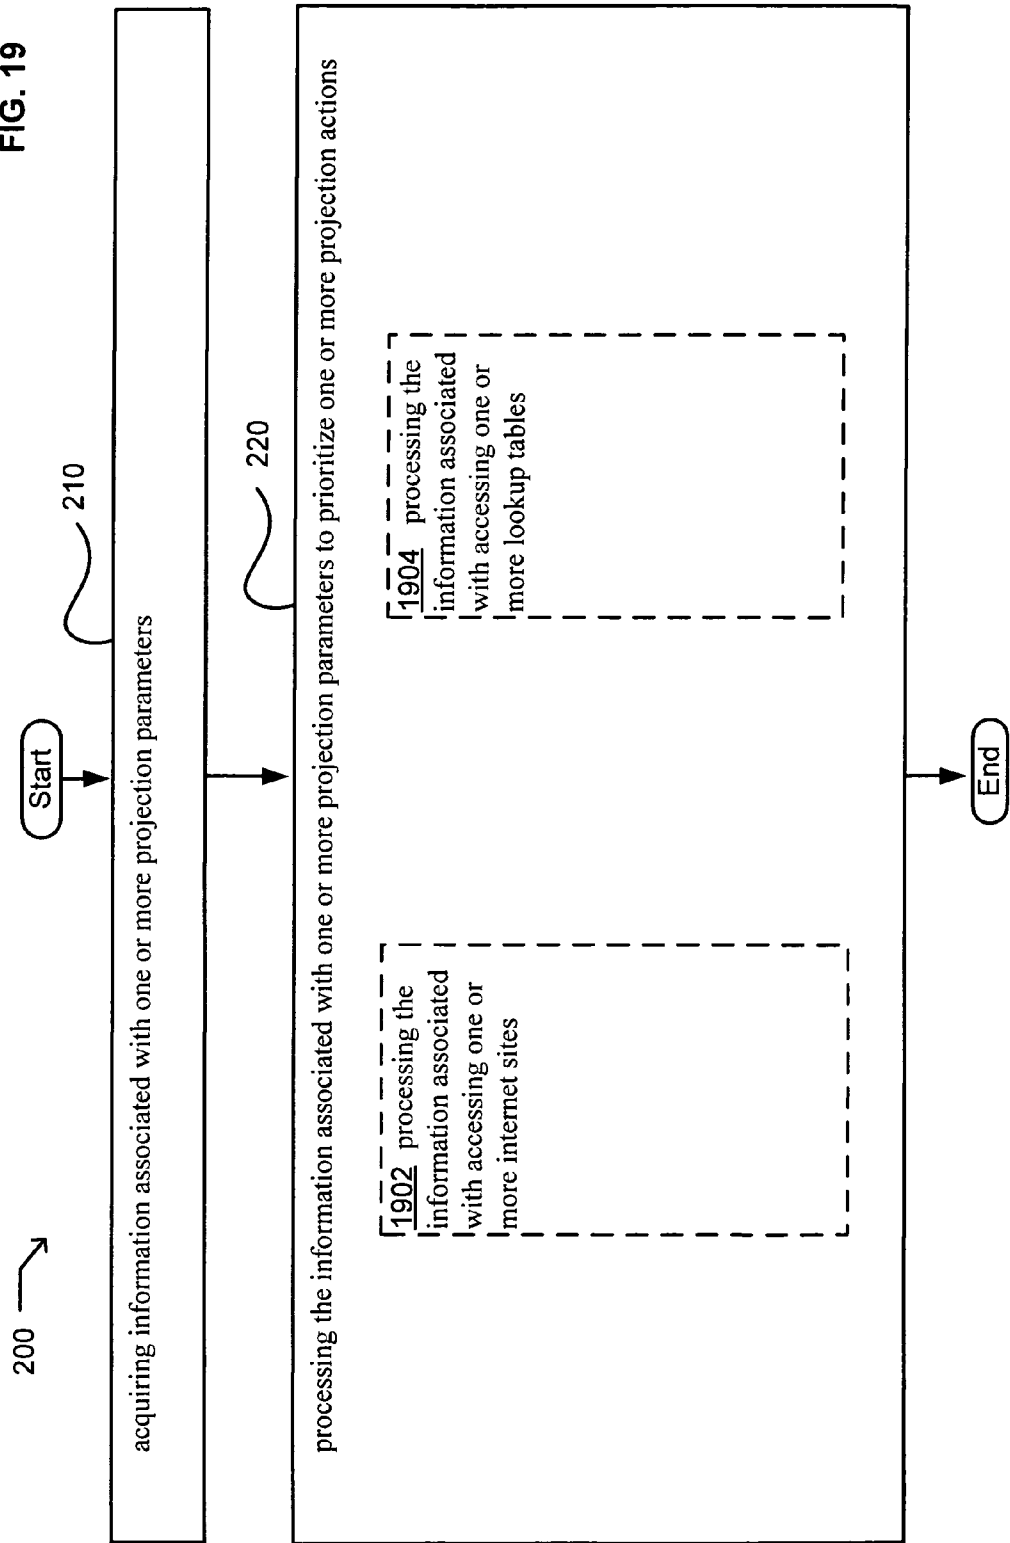 FIG. 19
200
Start
210
acquiring information associated with one or more projection parameters
220
processing the information associated with one or more projection parameters to prioritize one or more projection actions
1902 processing the
information associated
with accessing one or
more internet sites
1904 processing the
information associated
with accessing one or
more lookup tables
End